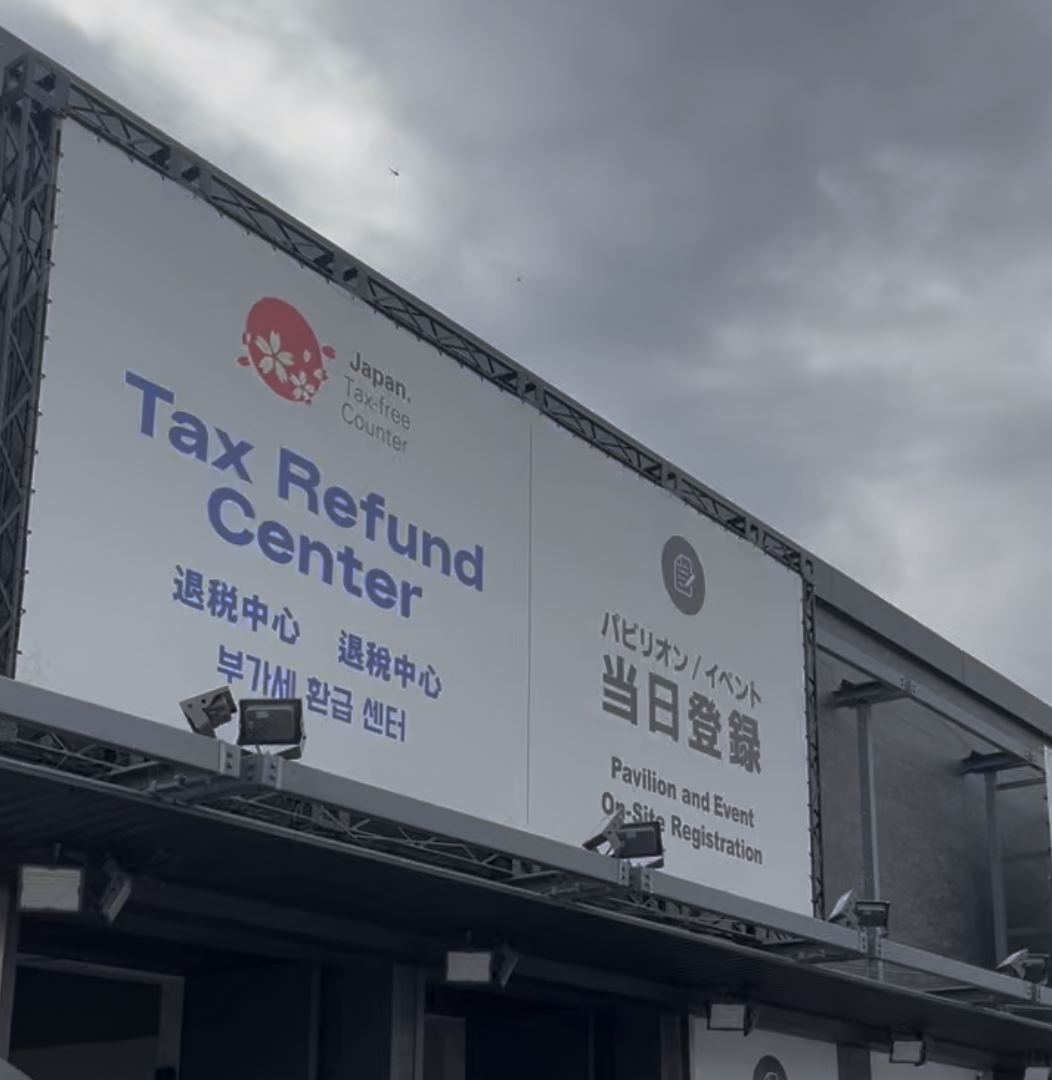 Japan.
Tax-free
Counter
Tax Refund
Center
退税中心 退稅中心
부가세 환급 센터
パビリオン / イベント
当日登録
Pavilion and Event
On-Site Registration